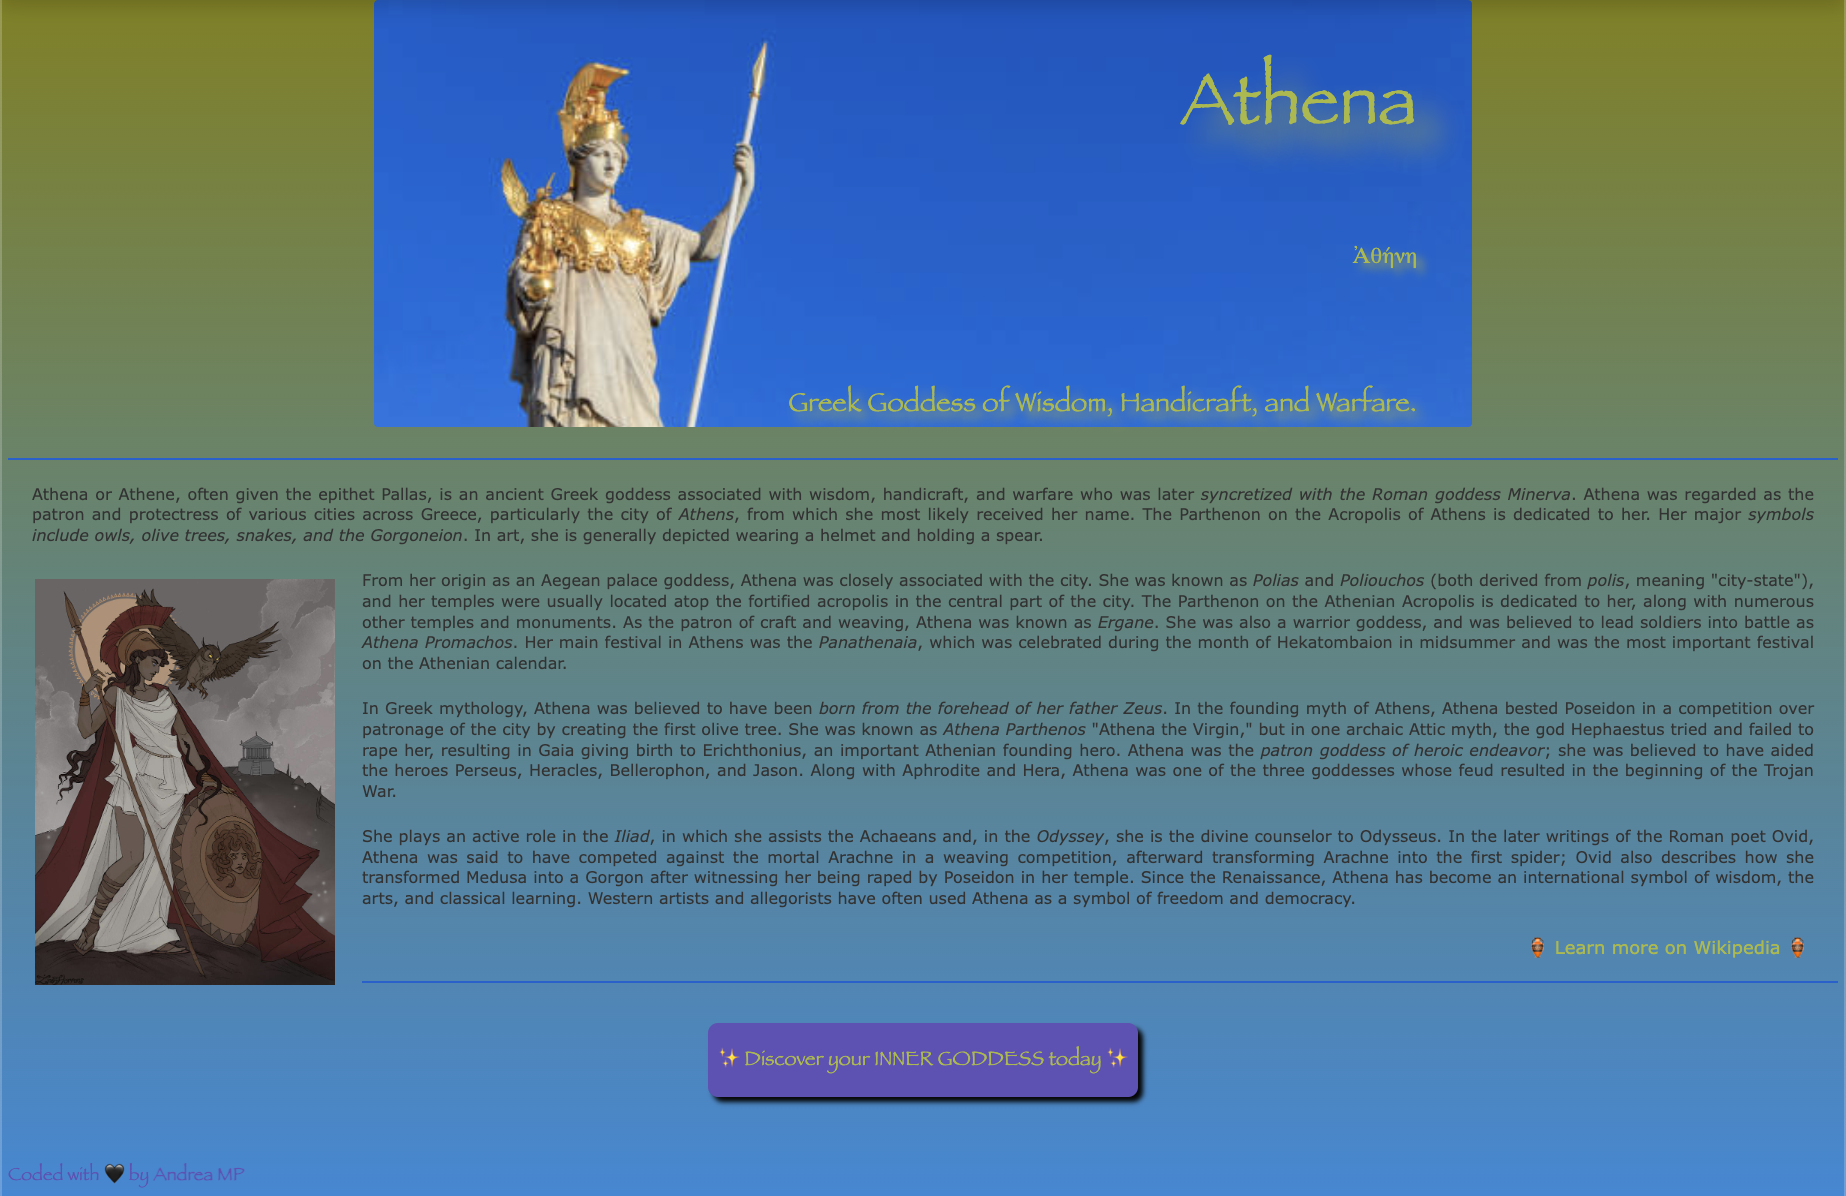 Athena
Ἀθήνη
Greek Goddess of Wisdom, Handicraft, and Warfare.
Athena or Athene, often given the epithet Pallas, is an ancient Greek goddess associated with wisdom, handicraft, and warfare who was later syncretized with the Roman goddess Minerva. Athena was regarded as the
patron and protectress of various cities across Greece, particularly the city of Athens, from which she most likely received her name. The Parthenon on the Acropolis of Athens is dedicated to her. Her major symbols
include owls, olive trees, snakes, and the Gorgoneion. In art, she is generally depicted wearing a helmet and holding a spear.
From her origin as an Aegean palace goddess, Athena was closely associated with the city. She was known as Polias and Poliouchos (both derived from polis, meaning "city-state"),
and her temples were usually located atop the fortified acropolis in the central part of the city. The Parthenon on the Athenian Acropolis is dedicated to her, along with numerous
other temples and monuments. As the patron of craft and weaving, Athena was known as Ergane. She was also a warrior goddess, and was believed to lead soldiers into battle as
Athena Promachos. Her main festival in Athens was the Panathenaia, which was celebrated during the month of Hekatombaion in midsummer and was the most important festival
on the Athenian calendar.
In Greek mythology, Athena was believed to have been born from the forehead of her father Zeus. In the founding myth of Athens, Athena bested Poseidon in a competition over
patronage of the city by creating the first olive tree. She was known as Athena Parthenos "Athena the Virgin," but in one archaic Attic myth, the god Hephaestus tried and failed to
rape her, resulting in Gaia giving birth to Erichthonius, an important Athenian founding hero. Athena was the patron goddess of heroic endeavor; she was believed to have aided
the heroes Perseus, Heracles, Bellerophon, and Jason. Along with Aphrodite and Hera, Athena was one of the three goddesses whose feud resulted in the beginning of the Trojan
War.
She plays an active role in the Iliad, in which she assists the Achaeans and, in the Odyssey, she is the divine counselor to Odysseus. In the later writings of the Roman poet Ovid,
Athena was said to have competed against the mortal Arachne in a weaving competition, afterward transforming Arachne into the first spider; Ovid also describes how she
transformed Medusa into a Gorgon after witnessing her being raped by Poseidon in her temple. Since the Renaissance, Athena has become an international symbol of wisdom, the
arts, and classical learning. Western artists and allegorists have often used Athena as a symbol of freedom and democracy.
🏺 Learn more on Wikipedia 🏺
✨ Discover your INNER GODDESS today ✨
Coded with 🖤 by Andrea MP